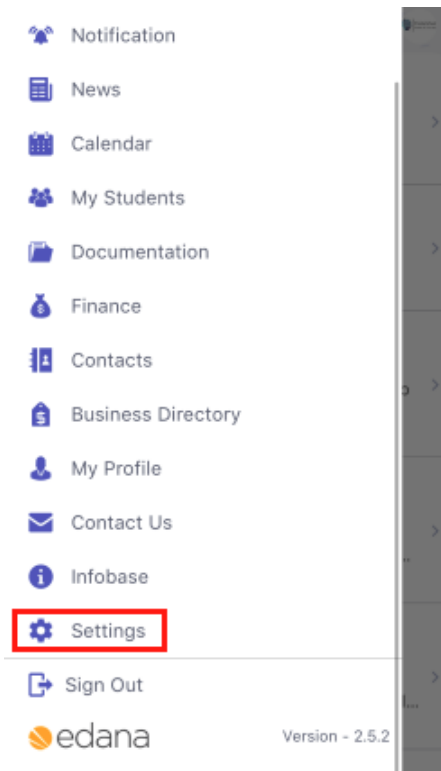 Notification
News
Calendar
My Students
Documentation
Finance
Contacts
Business Directory
My Profile
Contact Us
Infobase
Settings
Sign Out
edana
Version - 2.5.2